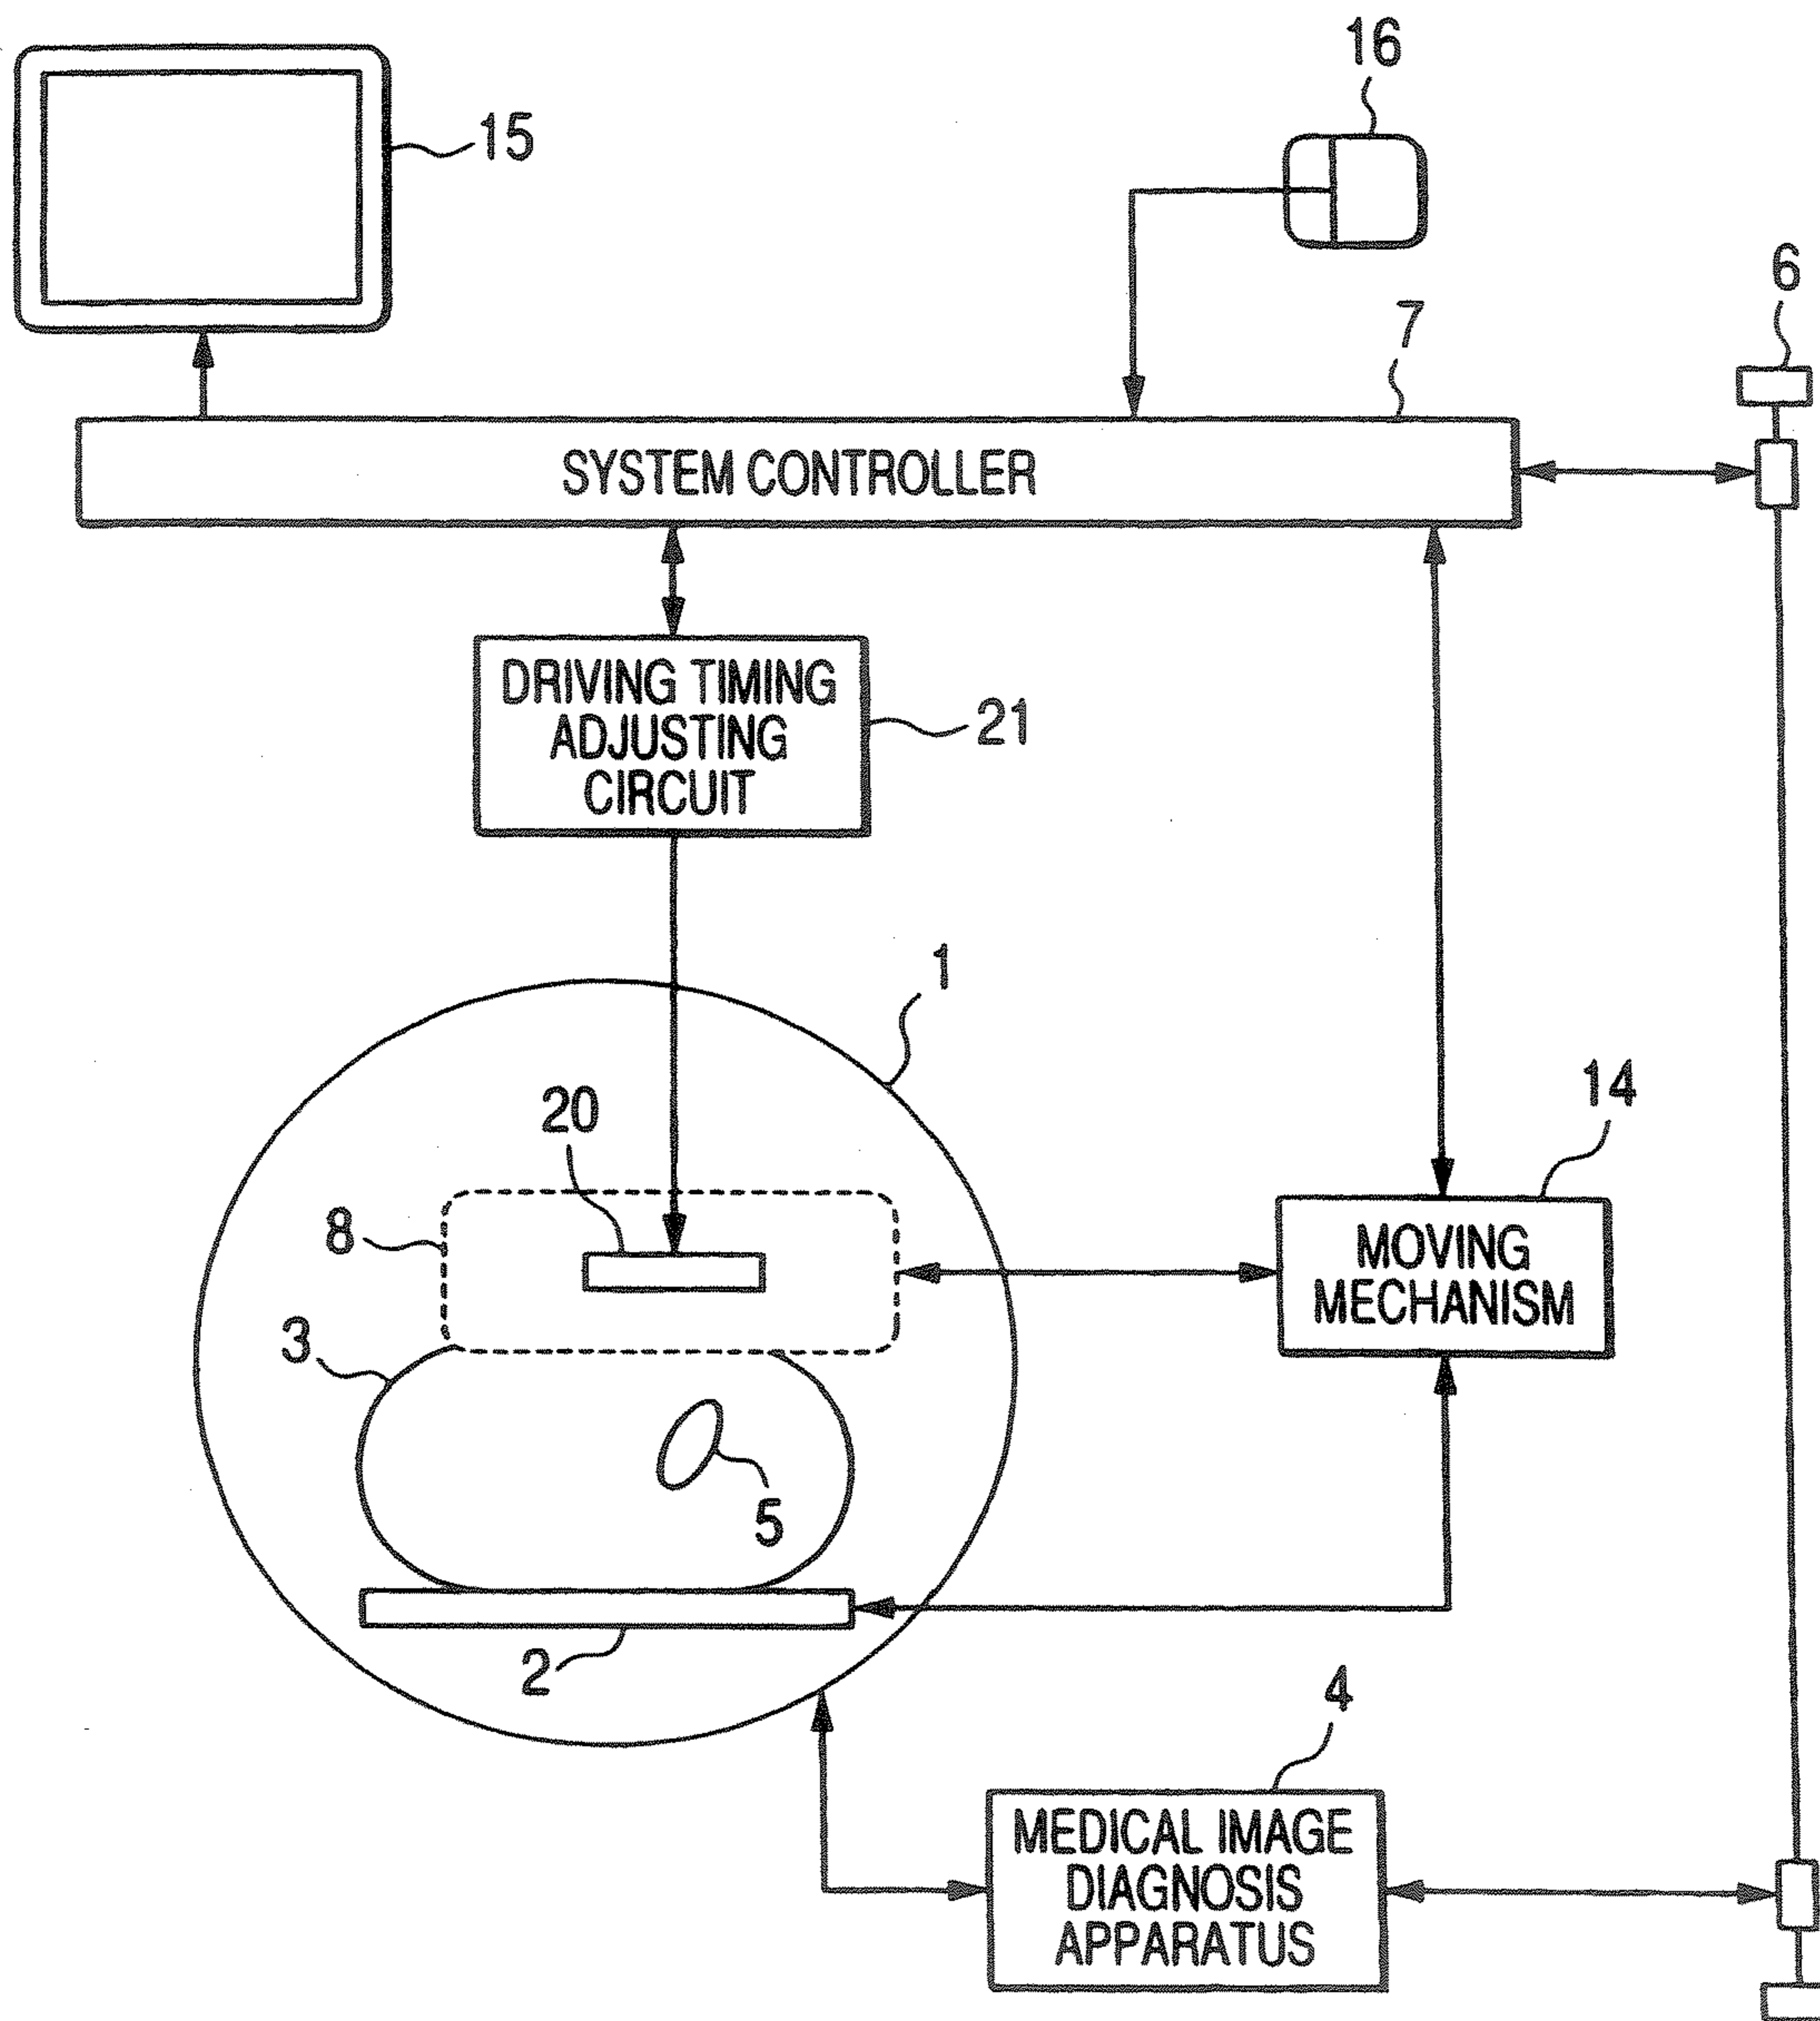 16
15
6
7
SYSTEM CONTROLLER
DRIVING TIMING
ADJUSTING
CIRCUIT
21
1
20
14
8
MOVING
MECHANISM
3
5
2
4
MEDICAL IMAGE
DIAGNOSIS
APPARATUS